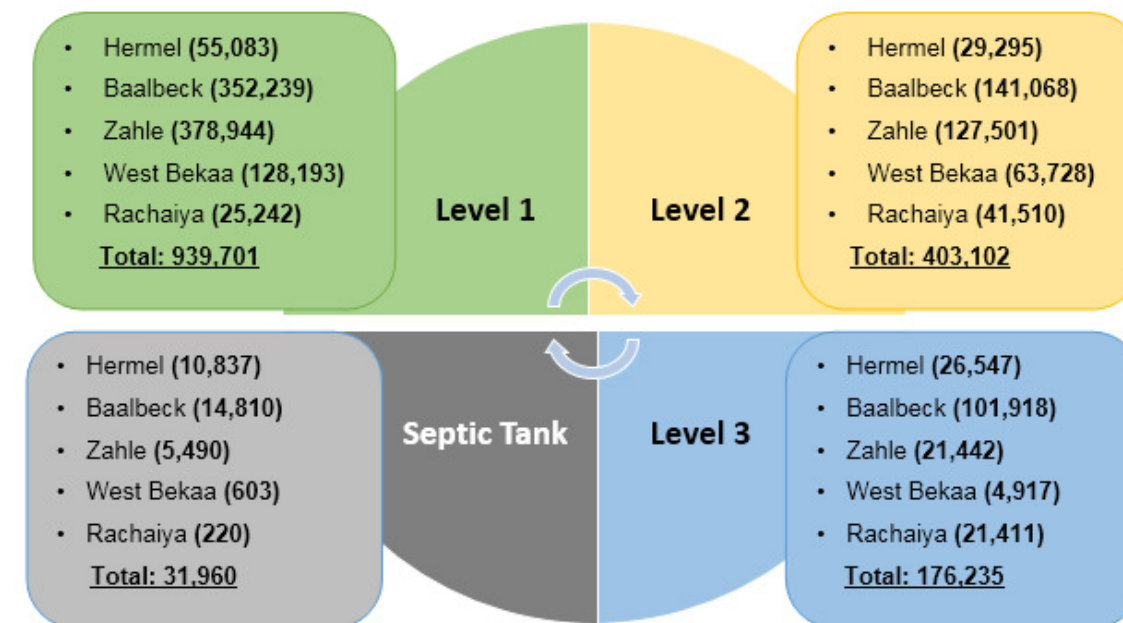 • Hermel (55,083)
• Baalbeck (352,239)
• Zahle (378,944)
• West Bekaa (128,193)
• Rachaiya (25,242)
Total: 939,701
Level 1
Level 2
• Hermel (29,295)
• Baalbeck (141,068)
• Zahle (127,501)
• West Bekaa (63,728)
• Rachaiya (41,510)
Total: 403,102
• Hermel (10,837)
• Baalbeck (14,810)
• Zahle (5,490)
• West Bekaa (603)
• Rachaiya (220)
Total: 31,960
Septic Tank
Level 3
• Hermel (26,547)
• Baalbeck (101,918)
• Zahle (21,442)
• West Bekaa (4,917)
• Rachaiya (21,411)
Total: 176,235